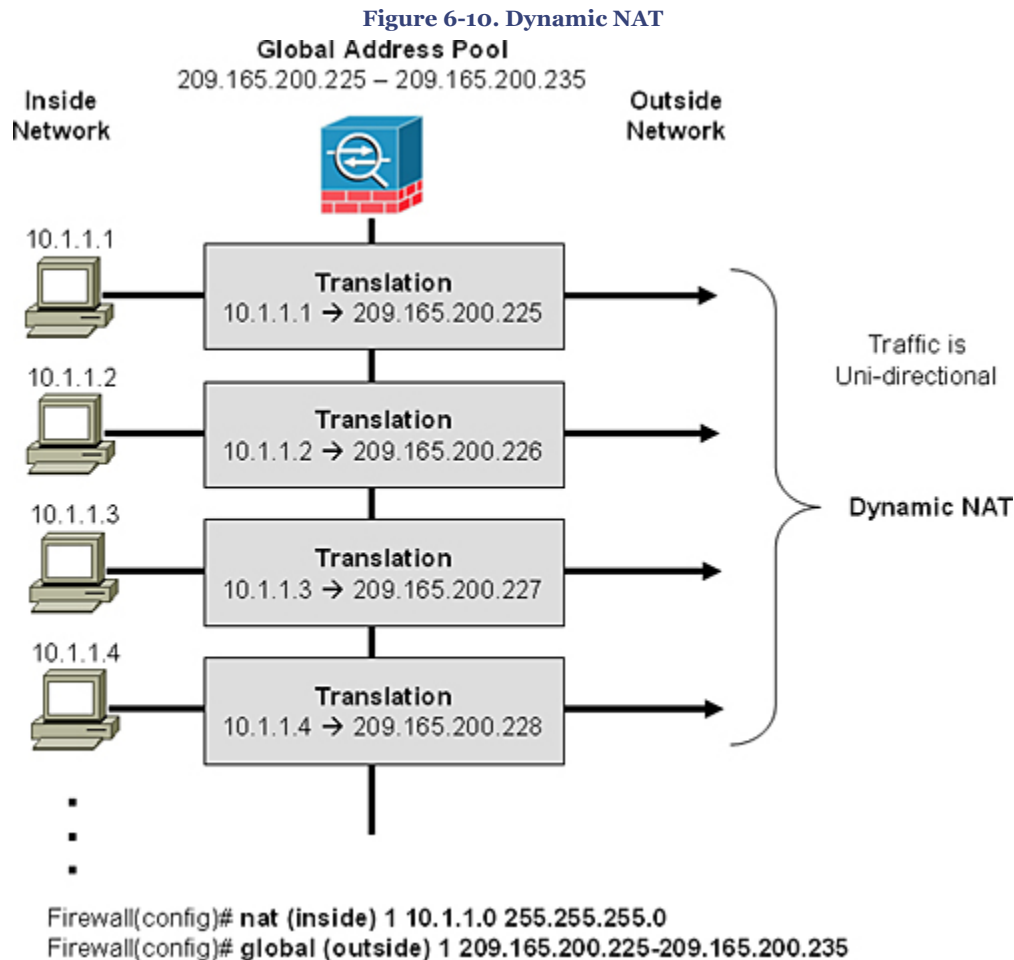 Figure 6-10. Dynamic NAT
Global Address Pool
209.165.200.225 – 209.165.200.235
Inside
Network
Outside
Network
10.1.1.1
Translation
10.1.1.1 → 209.165.200.225
10.1.1.2
Translation
10.1.1.2 → 209.165.200.226
10.1.1.3
Translation
10.1.1.3 → 209.165.200.227
10.1.1.4
Translation
10.1.1.4 → 209.165.200.228
Traffic is
Uni-directional
Dynamic NAT
Firewall(config)# nat (inside) 1 10.1.1.0 255.255.255.0
Firewall(config)# global (outside) 1 209.165.200.225-209.165.200.235